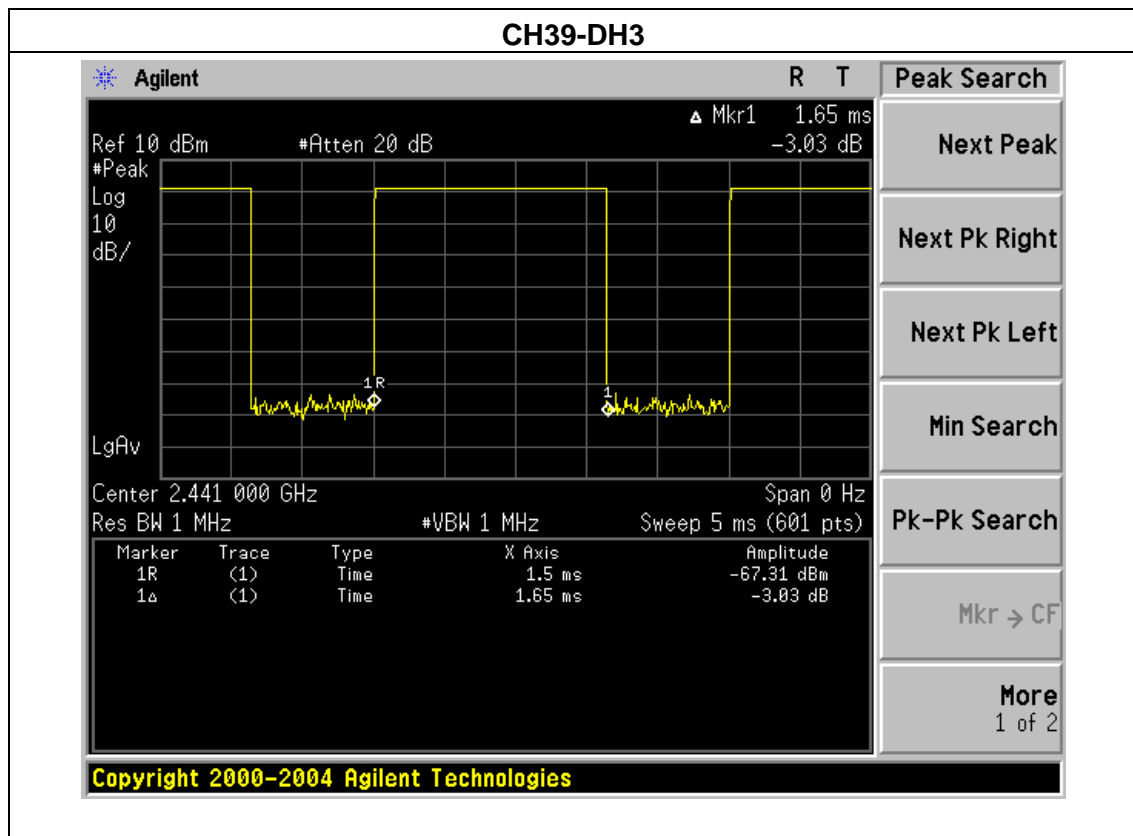 CH39-DH3
Agilent R T Peak Search
Δ Mkr1 1.65 ms
Ref 10 dBm #Atten 20 dB -3.03 dB
#Peak
Log
10
dB/
1R
1
LgAv
Center 2.441 000 GHz Span 0 Hz
Res BW 1 MHz #VBW 1 MHz Sweep 5 ms (601 pts)
Marker Trace Type X Axis Amplitude
1R (1) Time 1.5 ms -67.31 dBm
1Δ (1) Time 1.65 ms -3.03 dB
Next Peak
Next Pk Right
Next Pk Left
Min Search
Pk-Pk Search
Mkr → CF
More
1 of 2
Copyright 2000-2004 Agilent Technologies